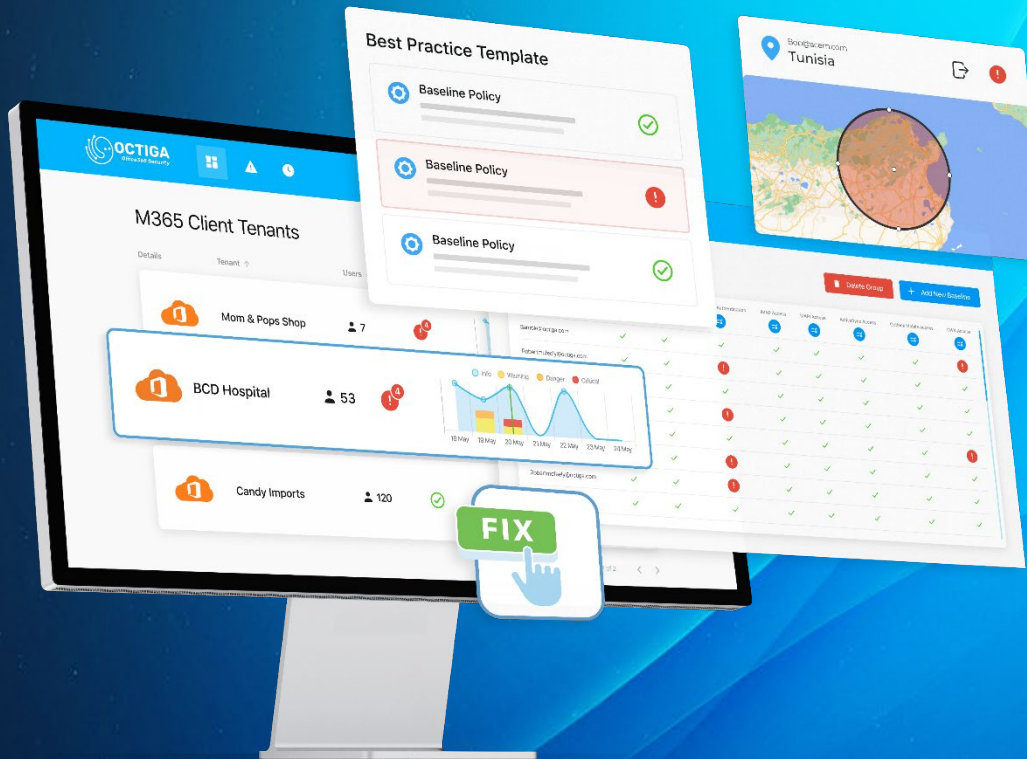 Best Practice Template
Baseline Policy
Baseline Policy
Baseline Policy
Tunisia
OCTIGA
M365 Client Tenants
Details
Tenant ↑
Users
Mom & Pops Shop
7
4
BCD Hospital
53
4
Info
Warning
Danger
Critical
18 May
19 May
20 May
21 May
22 May
23 May
24 May
Candy Imports
120
FIX
Delete Group
+ Add New Baseline